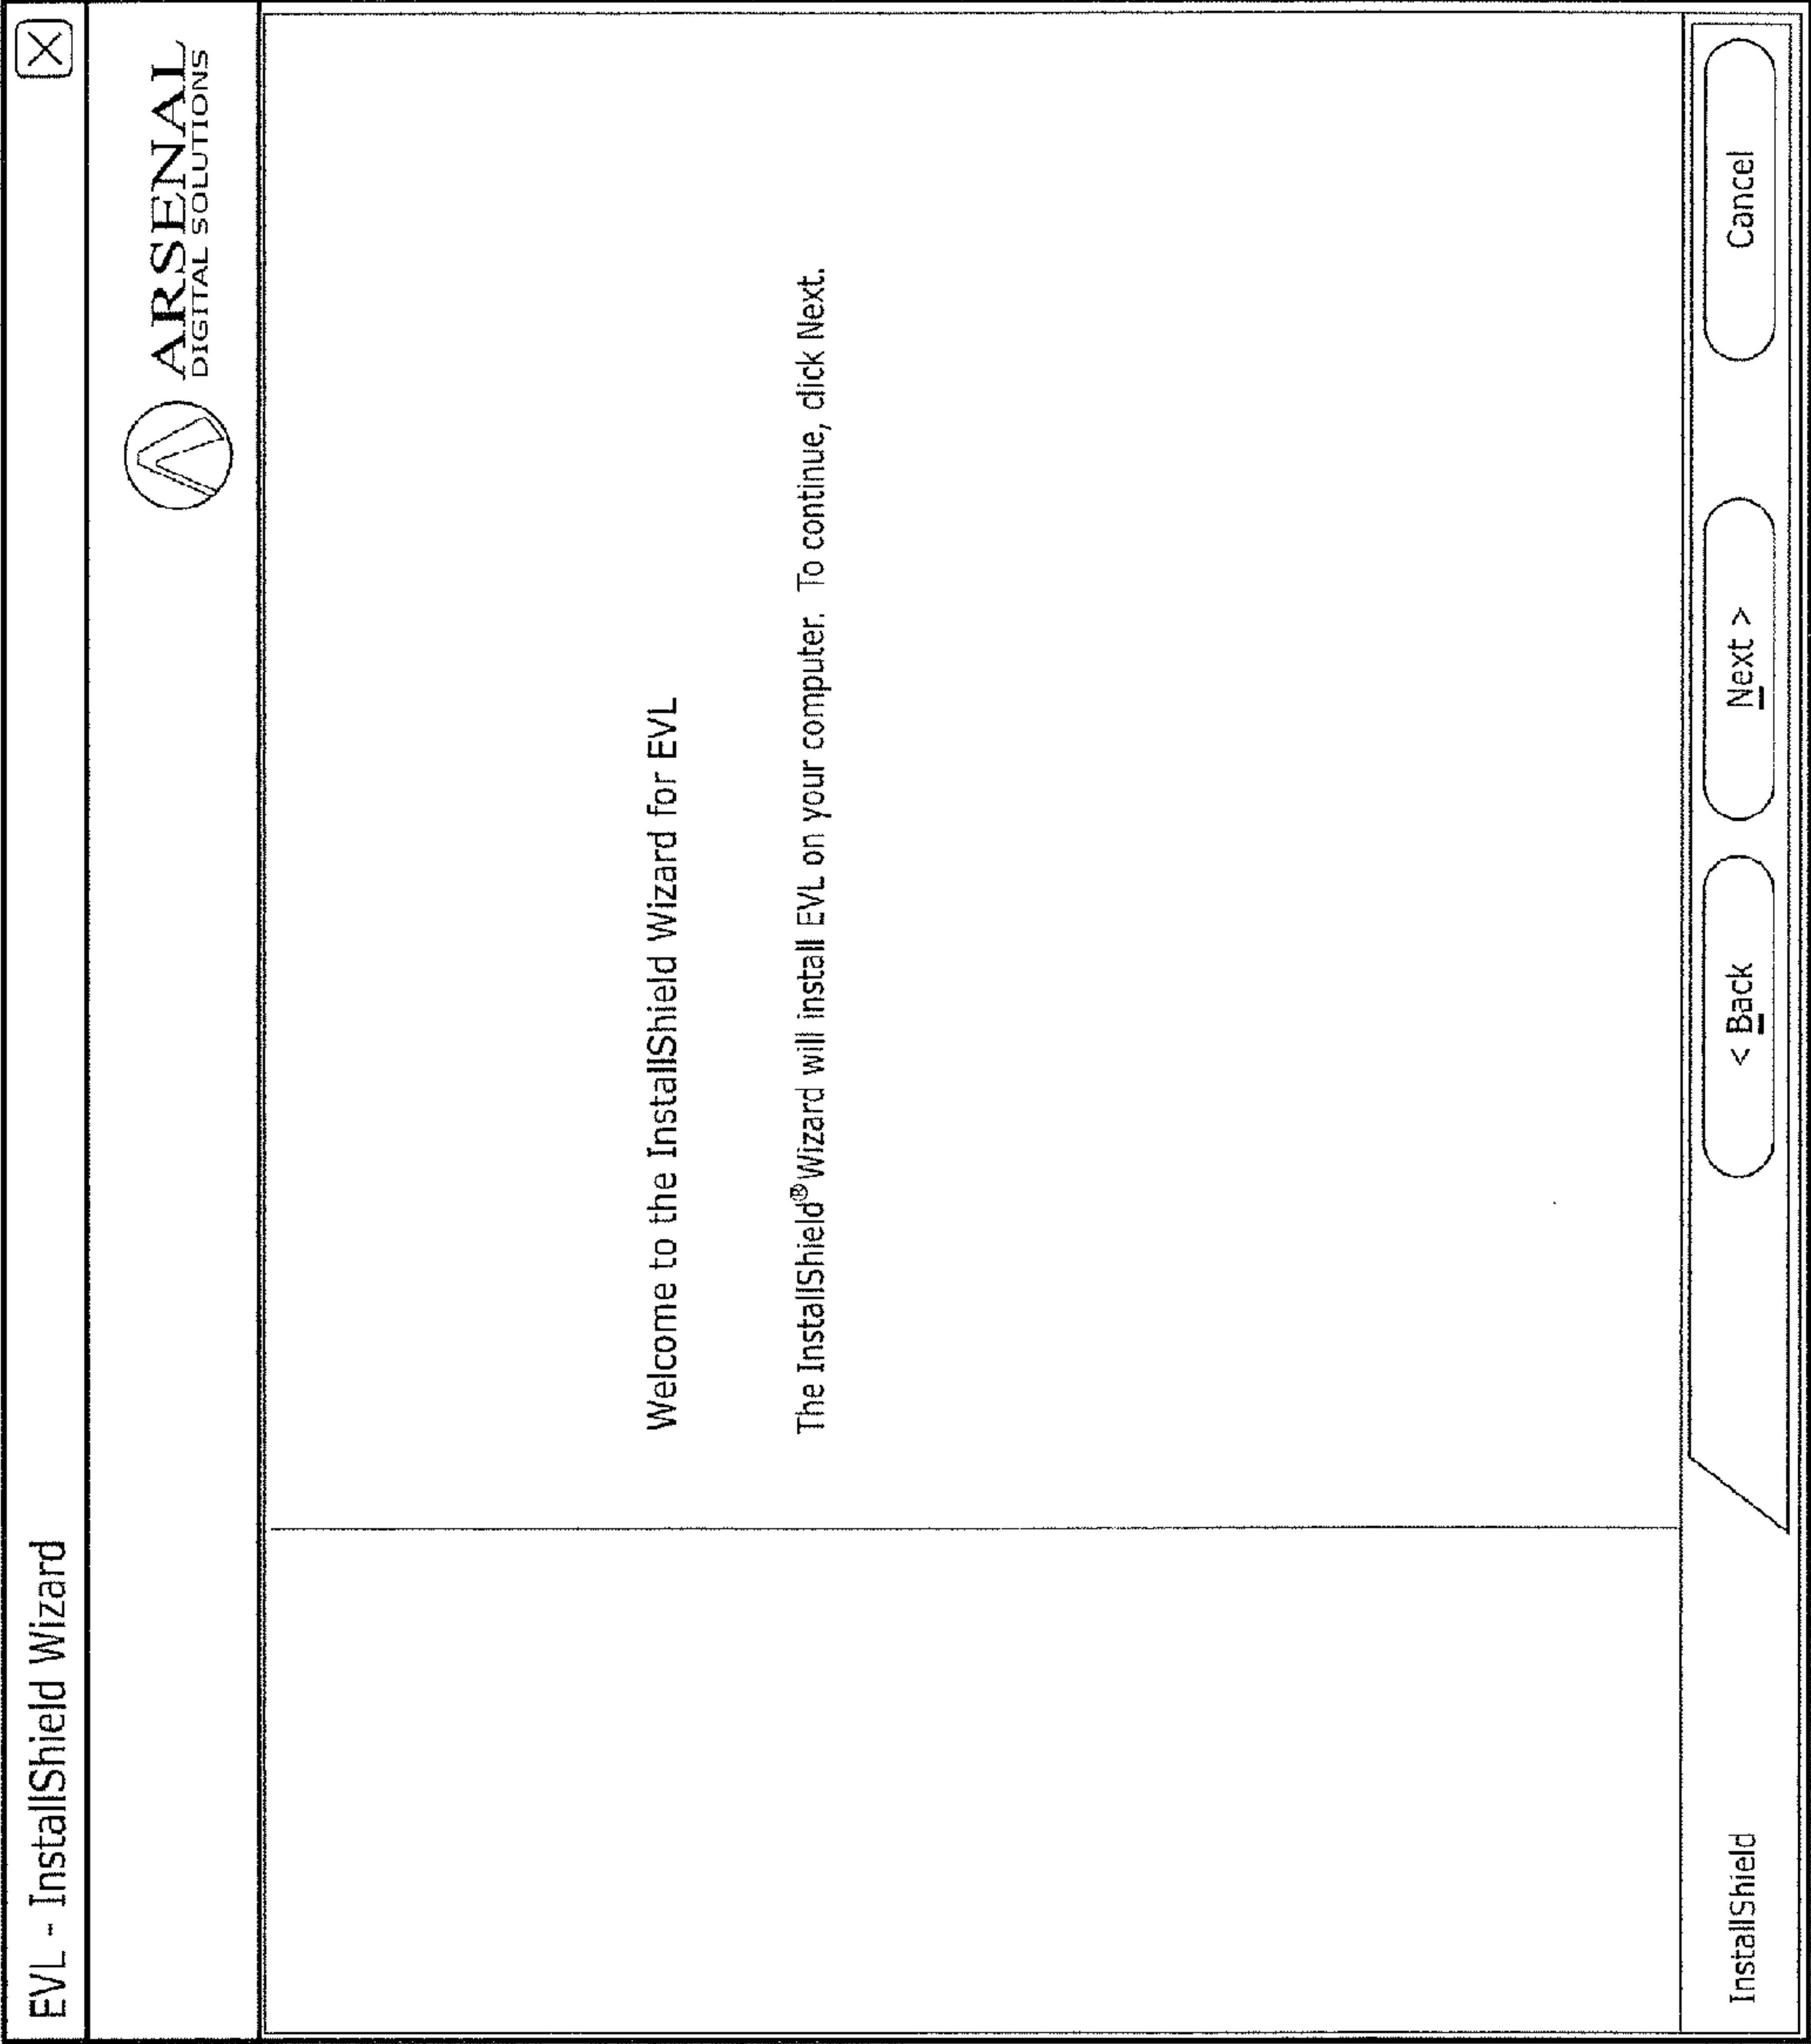 EVL - InstallShield Wizard
ARSENAL
DIGITAL SOLUTIONS
Welcome to the InstallShield Wizard for EVL
The InstallShield® Wizard will install EVL on your computer. To continue, click Next.
InstallShield
< Back
Next >
Cancel